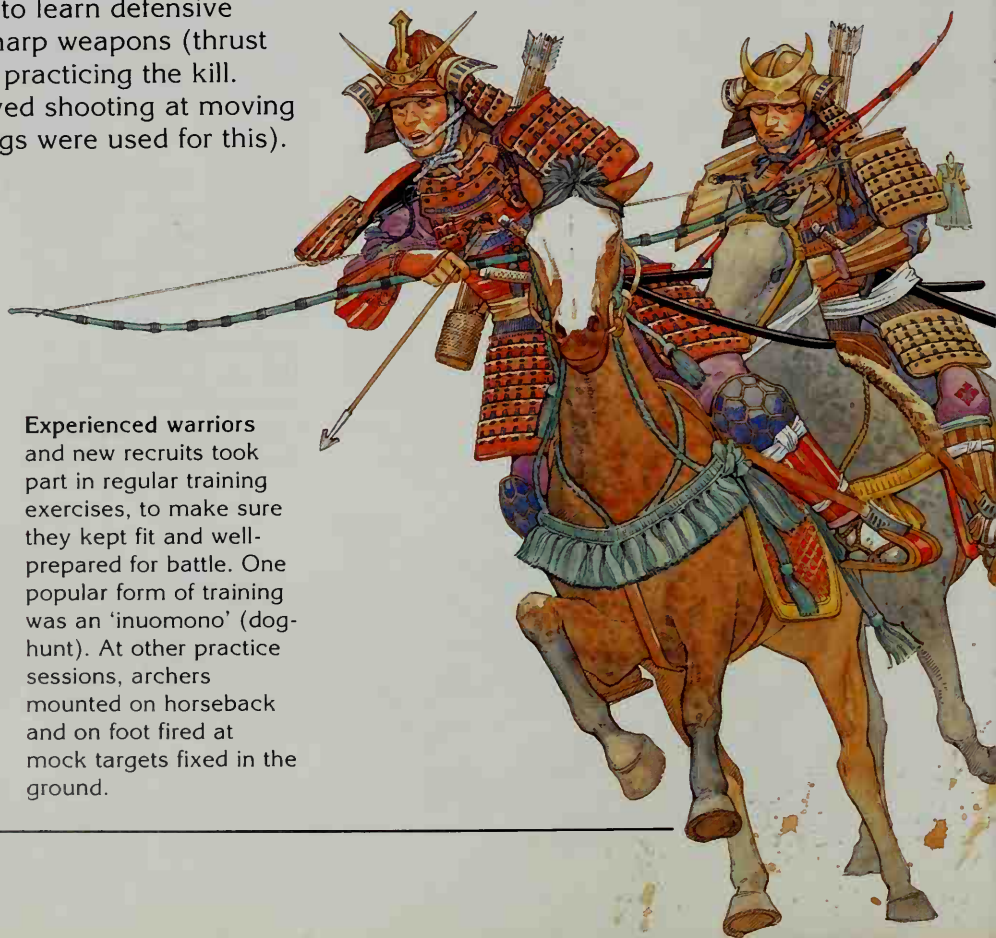 to learn defensive
harp weapons (thrust
practicing the kill.
ved shooting at moving
gs were used for this).
Experienced warriors
and new recruits took
part in regular training
exercises, to make sure
they kept fit and well-
prepared for battle. One
popular form of training
was an ‘inuomono’ (dog-
hunt). At other practice
sessions, archers
mounted on horseback
and on foot fired at
mock targets fixed in the
ground.